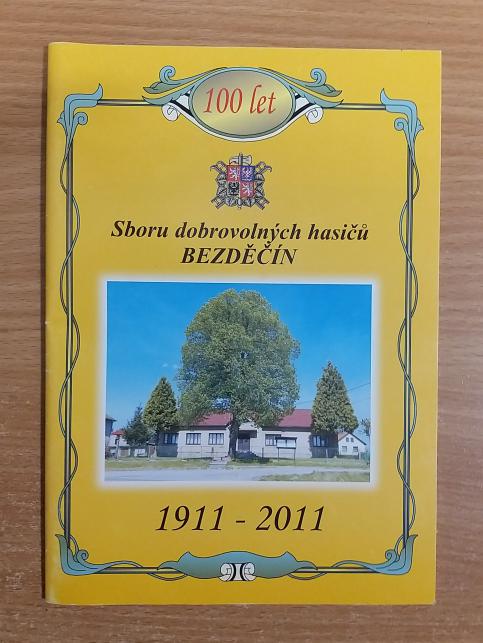 100 let
Sboru dobrovolných hasičů
BEZDĚČÍN
1911 - 2011